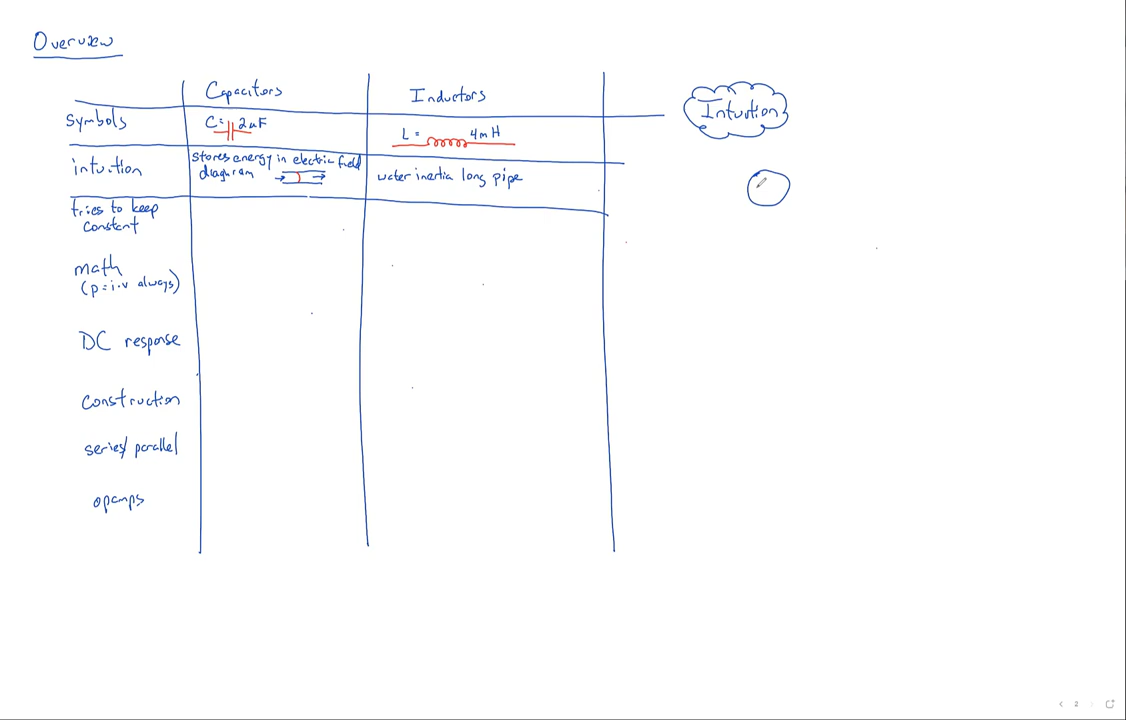 Overview
Capacitors
Inductors
Intuition
Symbols
C= 2uF
L = 4mH
intuition
stores energy in electric field
diagram
water inertia long pipe
tries to keep
constant
math
(p=i·v always)
DC response
construction
series/parallel
opamps
2